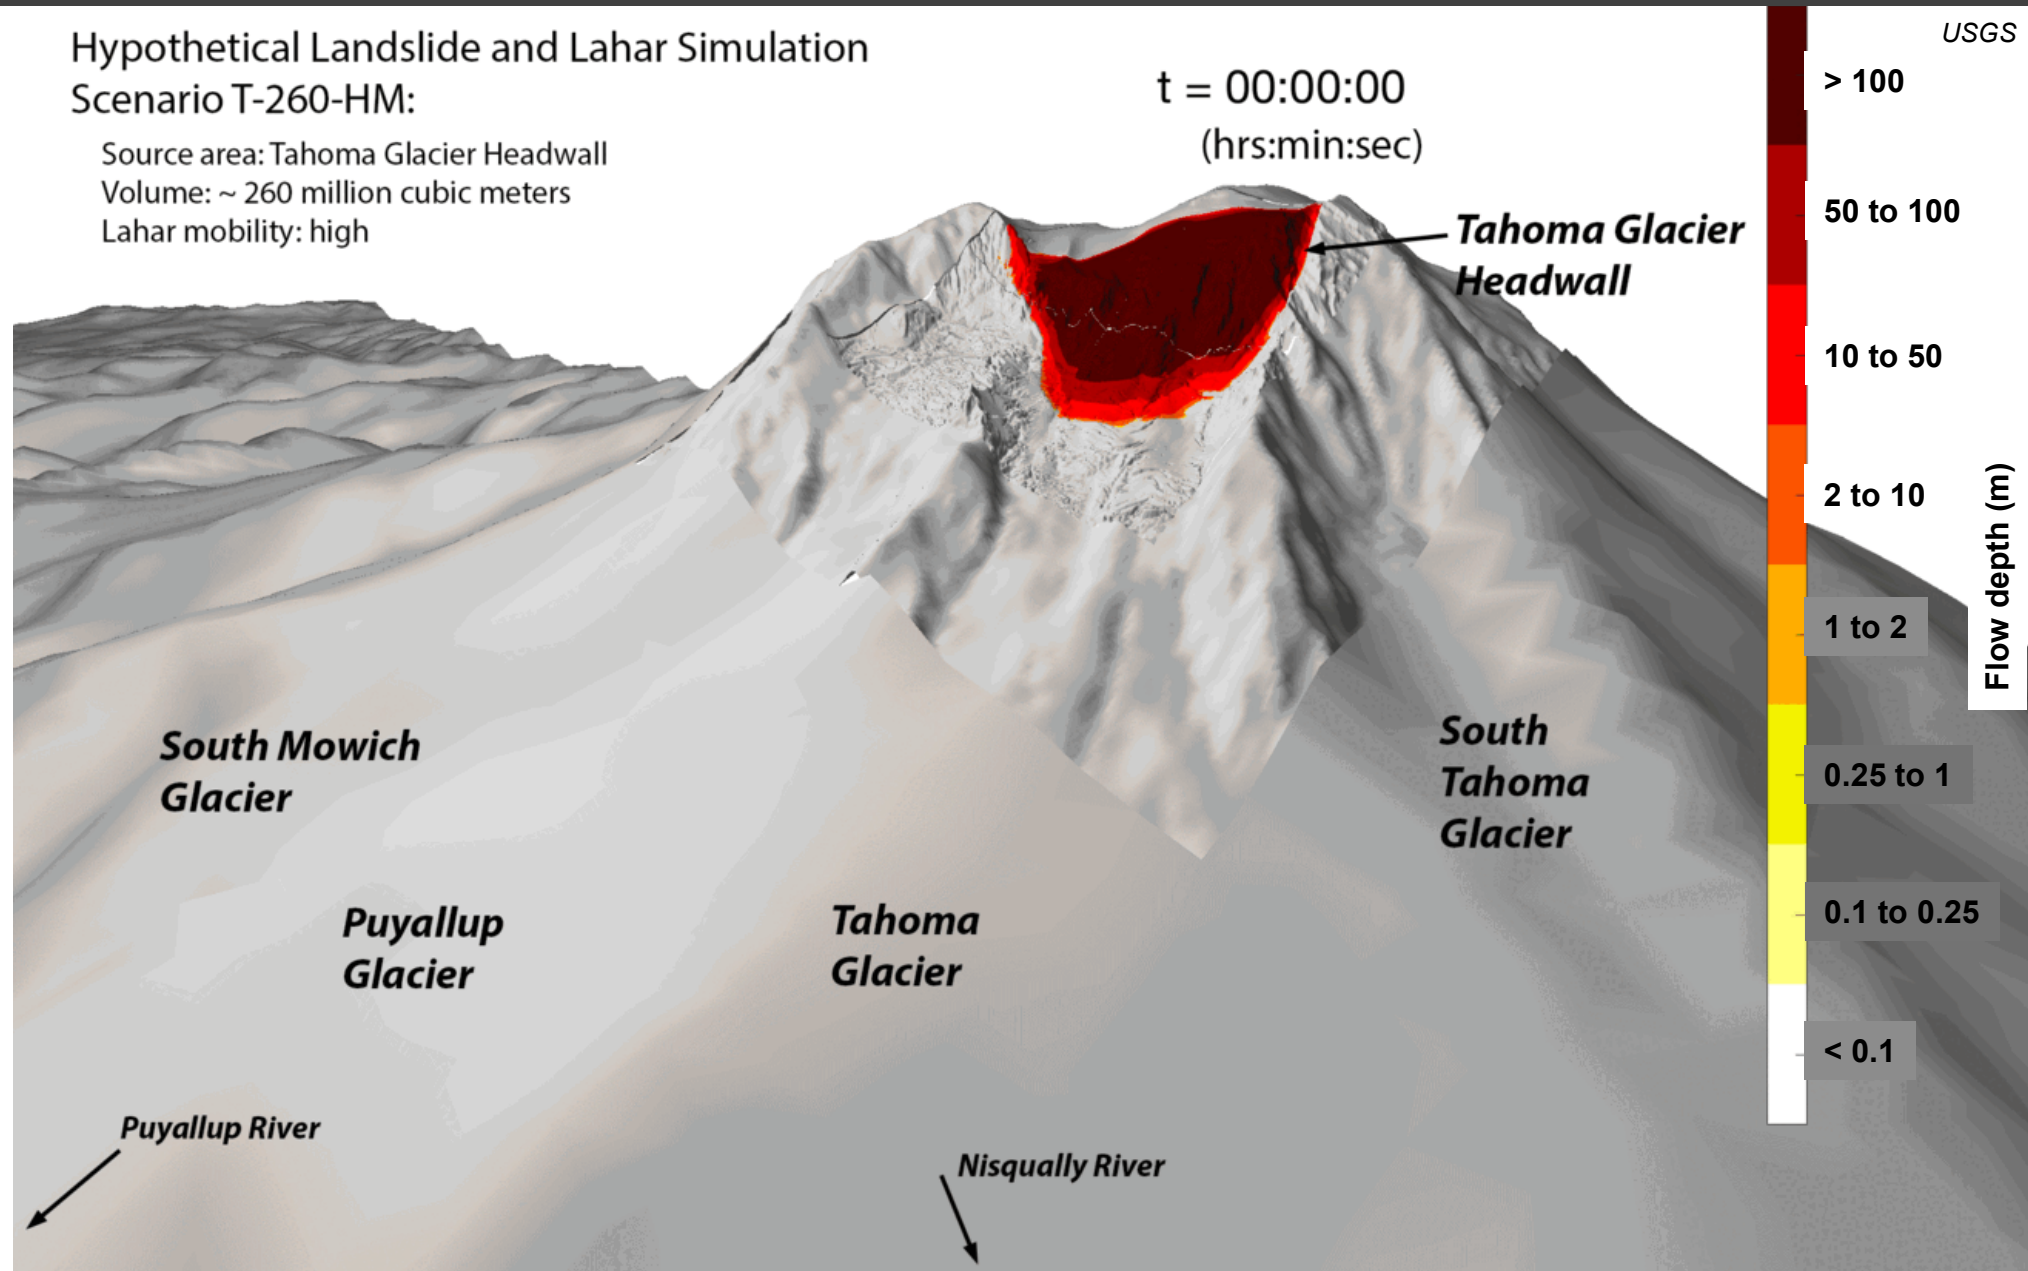 Hypothetical Landslide and Lahar Simulation
Scenario T-260-HM:
Source area: Tahoma Glacier Headwall
Volume: ~ 260 million cubic meters
Lahar mobility: high
t = 00:00:00
(hrs:min:sec)
USGS
Tahoma Glacier
Headwall
> 100
50 to 100
10 to 50
2 to 10
1 to 2
0.25 to 1
0.1 to 0.25
< 0.1
Flow depth (m)
South Mowich
Glacier
Puyallup
Glacier
Tahoma
Glacier
South
Tahoma
Glacier
Puyallup River
Nisqually River